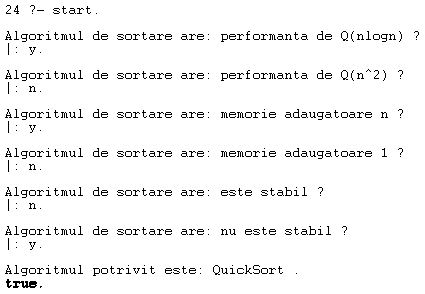 24 ?- start.
Algoritmul de sortare are: performanta de Q(nlogn) ?
|: y.
Algoritmul de sortare are: performanta de Q(n^2) ?
|: n.
Algoritmul de sortare are: memorie adaugatoare n ?
|: y.
Algoritmul de sortare are: memorie adaugatoare 1 ?
|: n.
Algoritmul de sortare are: este stabil ?
|: n.
Algoritmul de sortare are: nu este stabil ?
|: y.
Algoritmul potrivit este: QuickSort .
true.